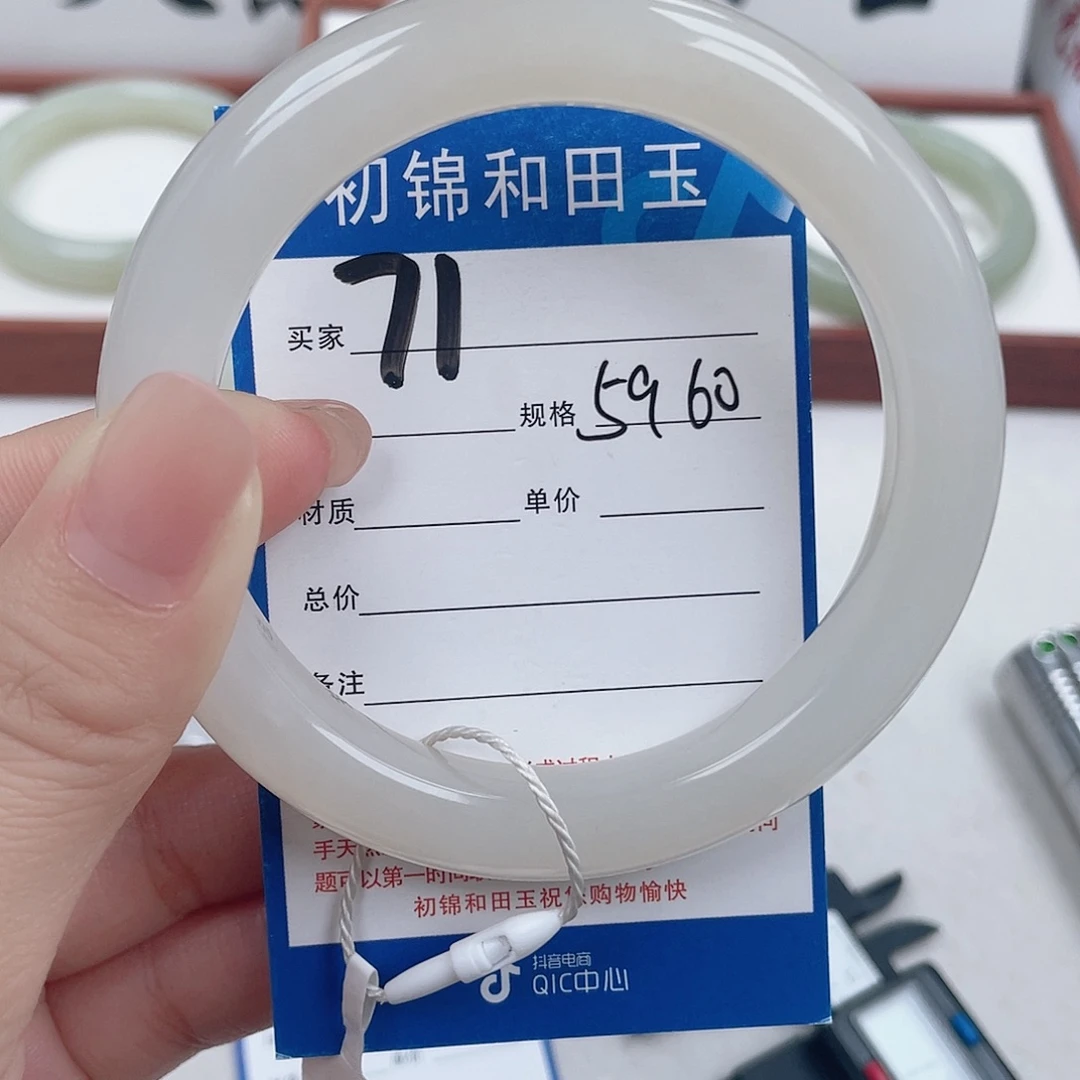 初锦和田玉
买家 71
规格 59 60
材质 单价
总价
备注
手天
题可以第一时间
初锦和田玉祝您购物愉快
抖音电商
QIC中心